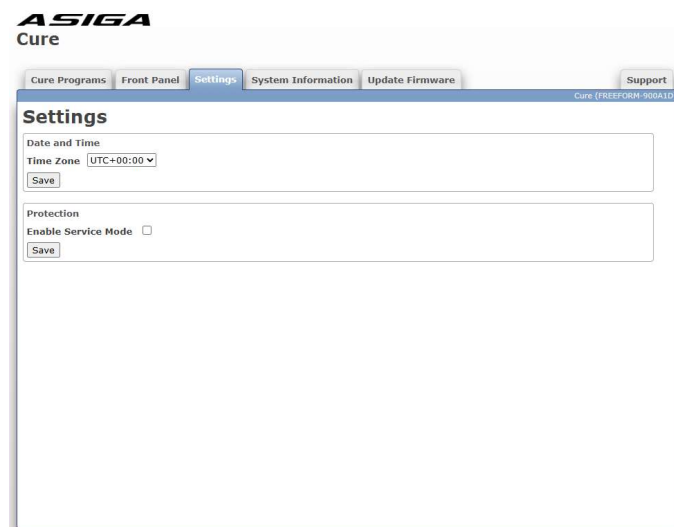 ASIGA
Cure
Cure Programs Front Panel Settings System Information Update Firmware Support
Cure (FREEFORM-900A1D
Settings
Date and Time
Time Zone UTC+00:00
Save
Protection
Enable Service Mode
Save